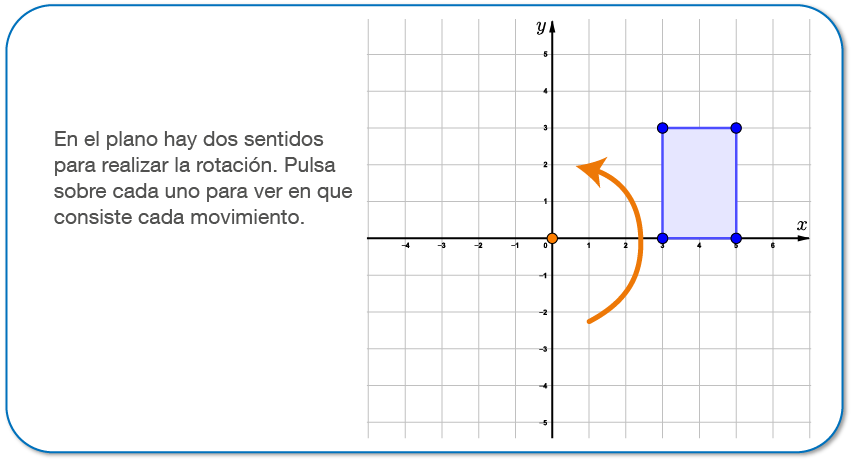 En el plano hay dos sentidos
para realizar la rotación. Pulsa
sobre cada uno para ver en que
consiste cada movimiento.
y
5
4
3
2
1
x
−4 −3 −2 −1 0 1 2 3 4 5 6
−1
−2
−3
−4
−5